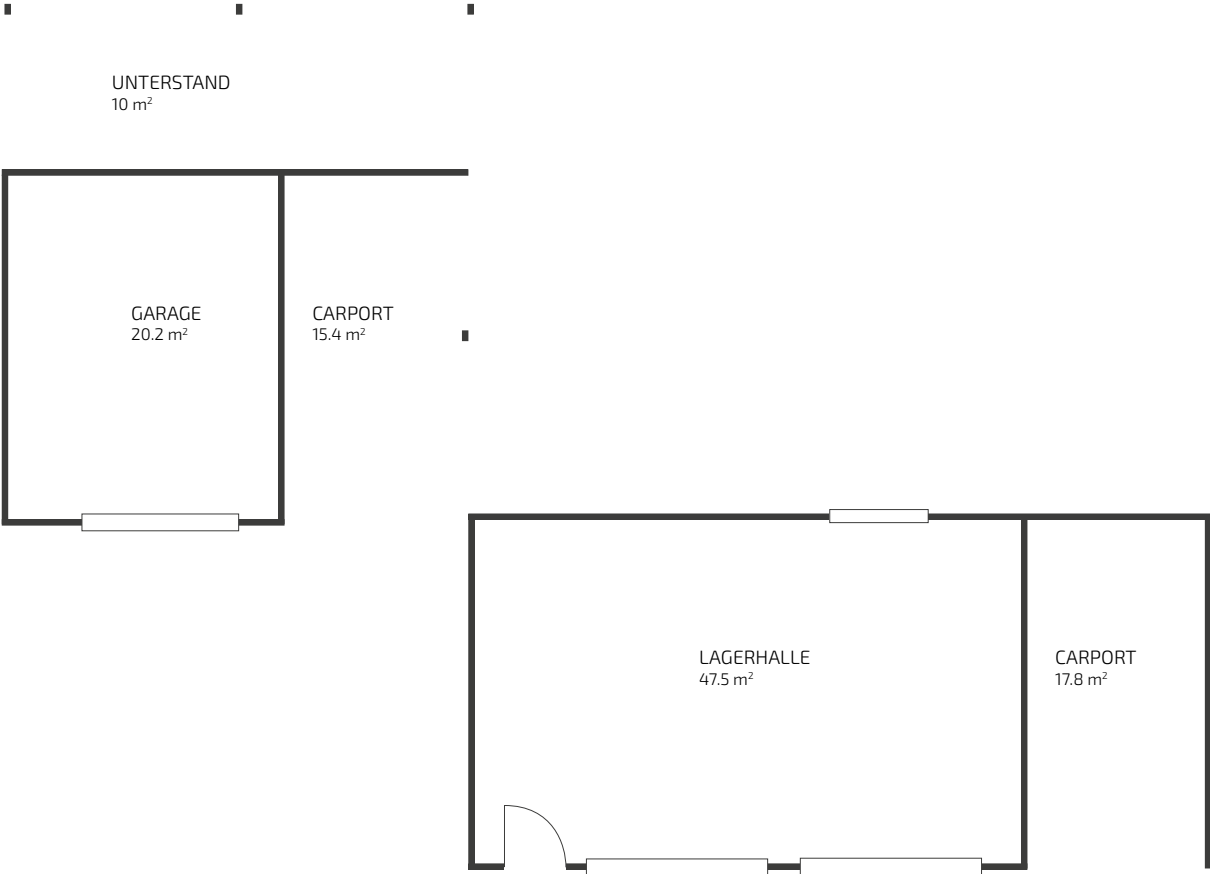 UNTERSTAND
10 m²
GARAGE
20.2 m²
CARPORT
15.4 m²
LAGERHALLE
47.5 m²
CARPORT
17.8 m²